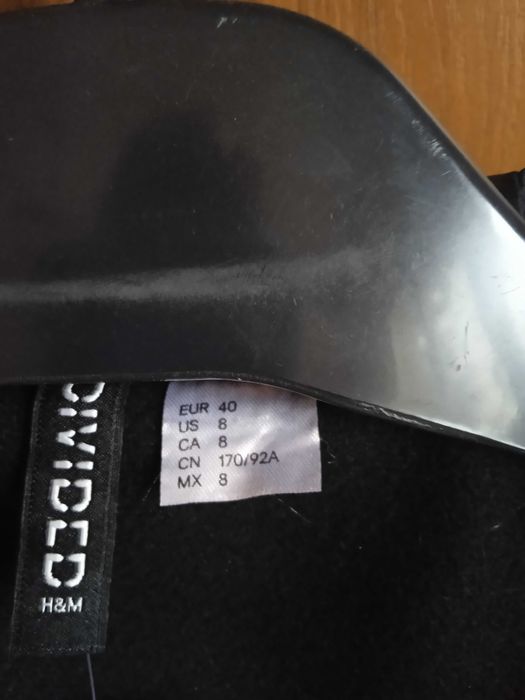 DIVIDED
H&M
EUR 40
US 8
CA 8
CN 170/92A
MX 8